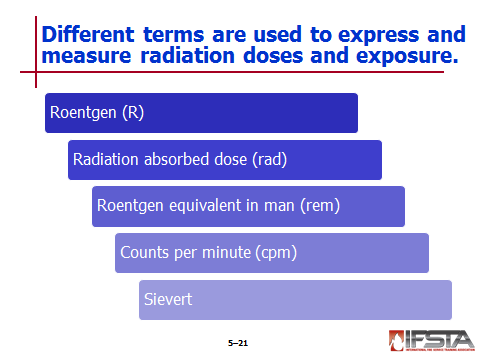 Different terms are used to express and
measure radiation doses and exposure.
Roentgen (R)
Radiation absorbed dose (rad)
Roentgen equivalent in man (rem)
Counts per minute (cpm)
Sievert
5–21
IFSTA
INTERNATIONAL FIRE SERVICE TRAINING ASSOCIATION